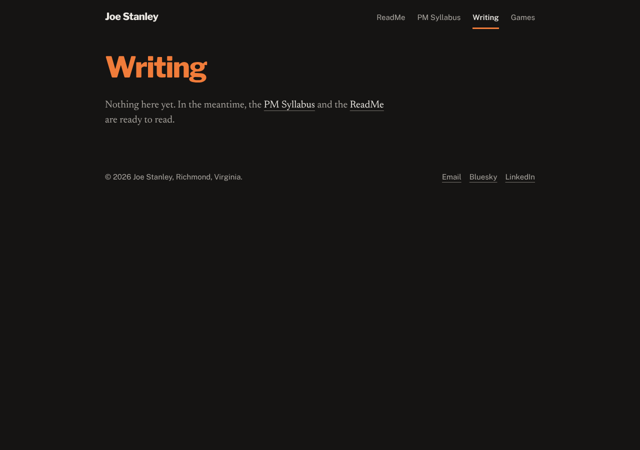 Joe Stanley
ReadMe PM Syllabus Writing Games
Writing
Nothing here yet. In the meantime, the PM Syllabus and the ReadMe
are ready to read.
© 2026 Joe Stanley, Richmond, Virginia.
Email Bluesky LinkedIn